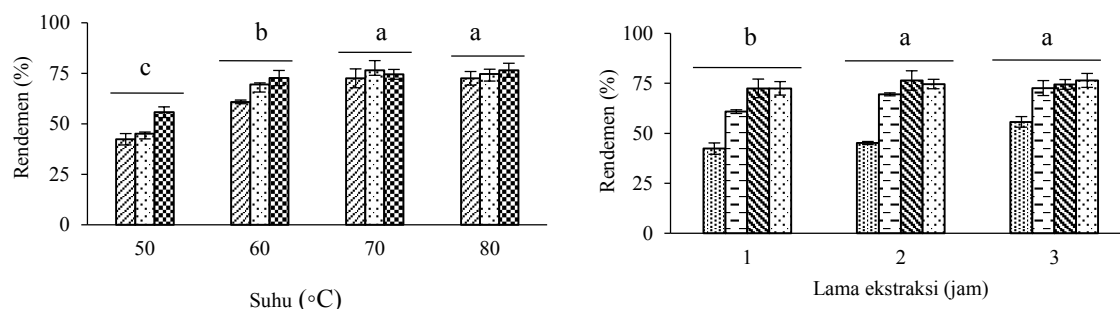 100
75
50
25
0
Rendemen (%)
c
b
a
a
50
60
70
80
Suhu (∘C)
100
75
50
25
0
Rendemen (%)
b
a
a
1
2
3
Lama ekstraksi (jam)